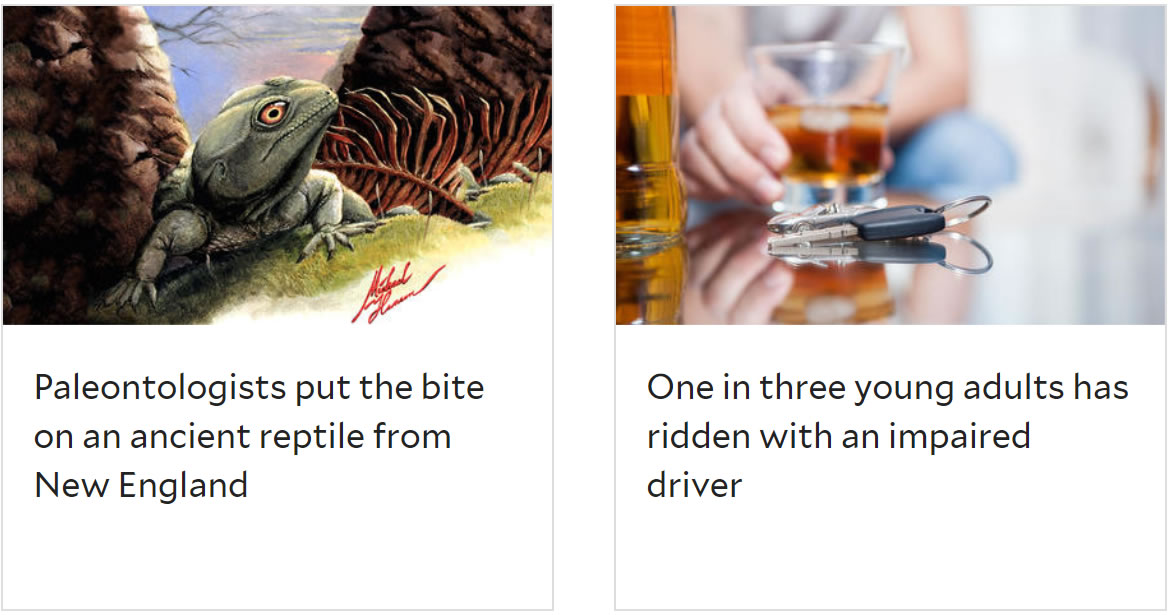 Michael
Paleontologists put the bite
on an ancient reptile from
New England
One in three young adults has
ridden with an impaired
driver